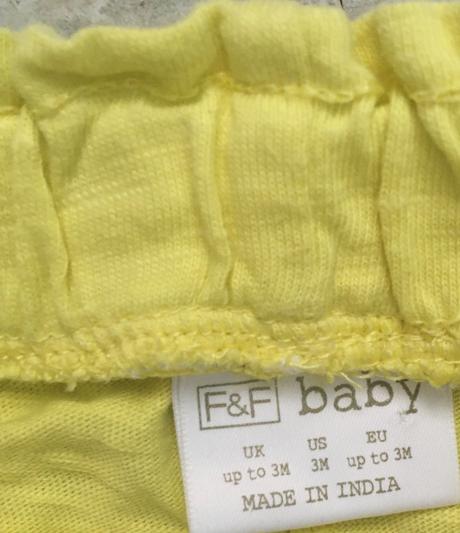 F&F baby
UK US EU
up to 3M 3M up to 3M
MADE IN INDIA